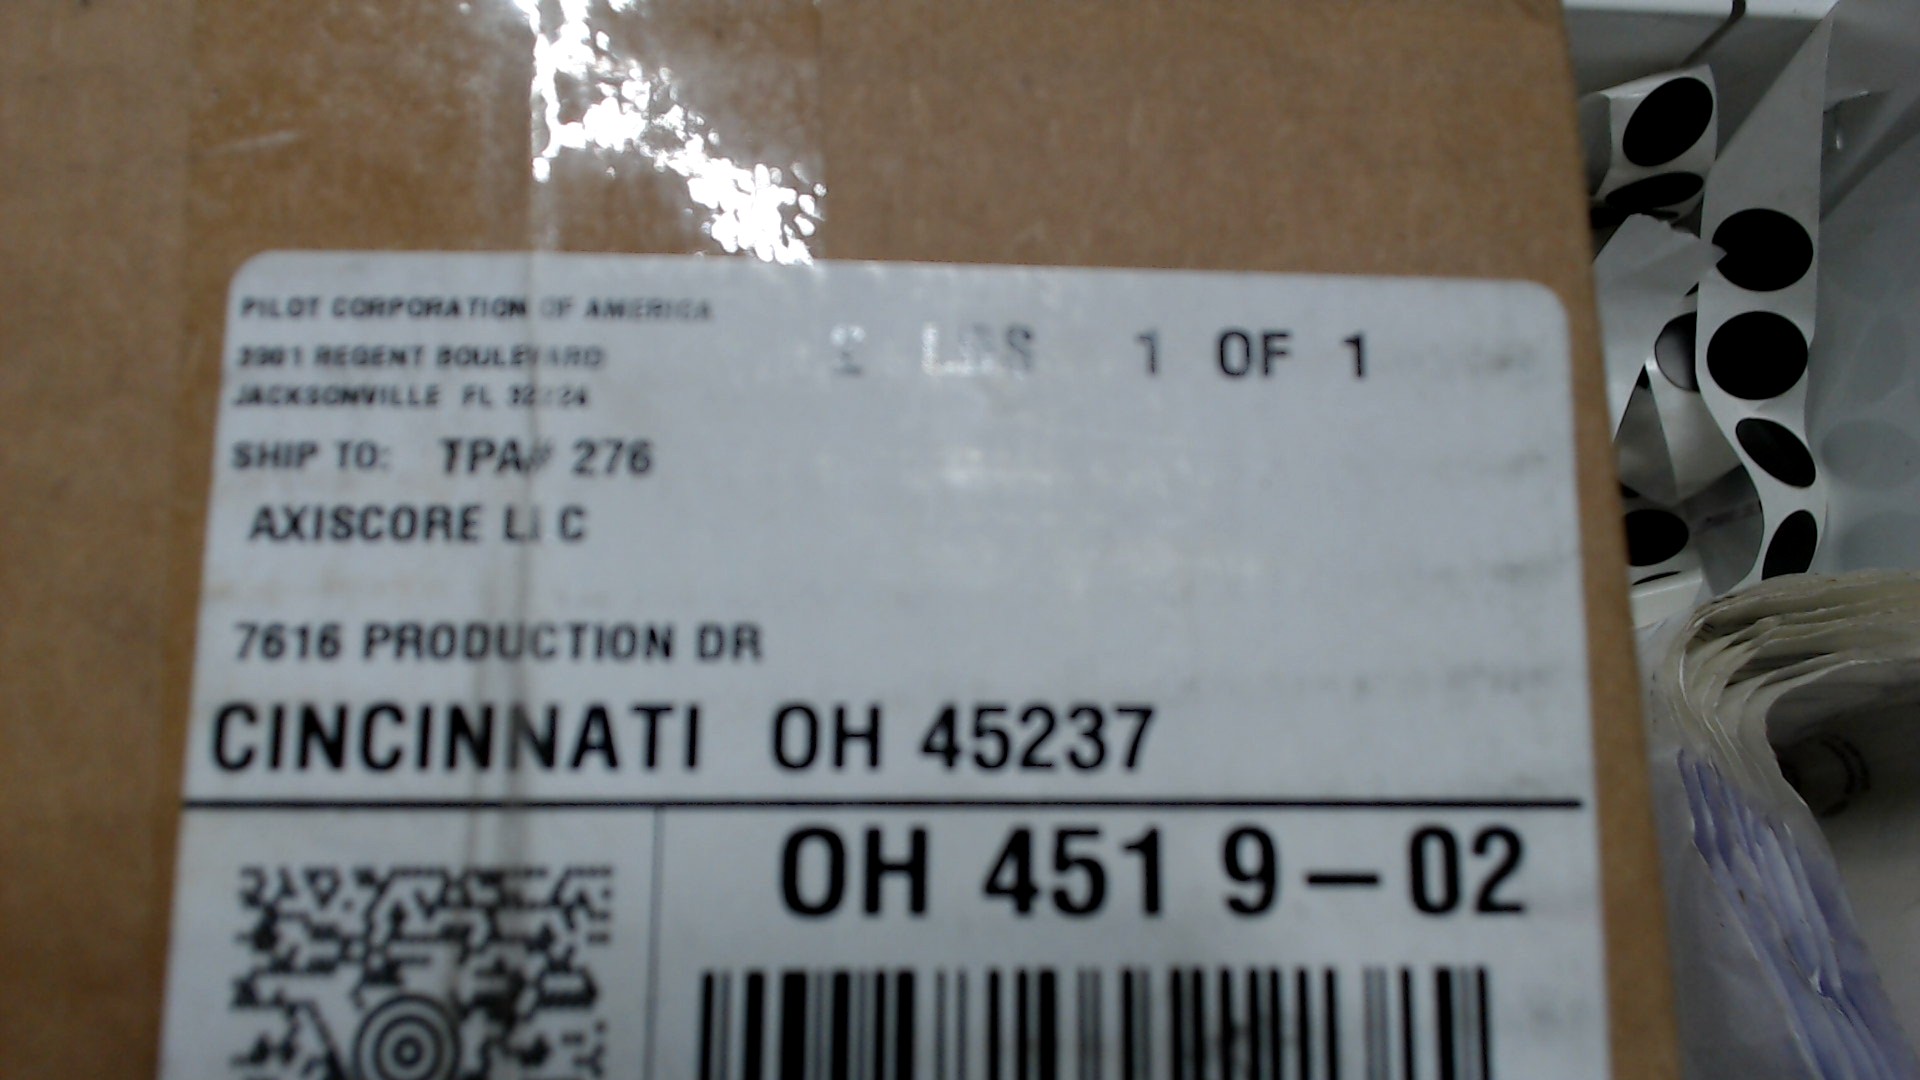 PILOT CORPORATION OF AMERICA
LBS 1 OF 1
REGENT BOULEVARD
JACKSONVILLE FL
SHIP TO: TPA# 276
AXISCORE LLC
7616 PRODUCTION DR
CINCINNATI OH 45237
OH 451 9-02